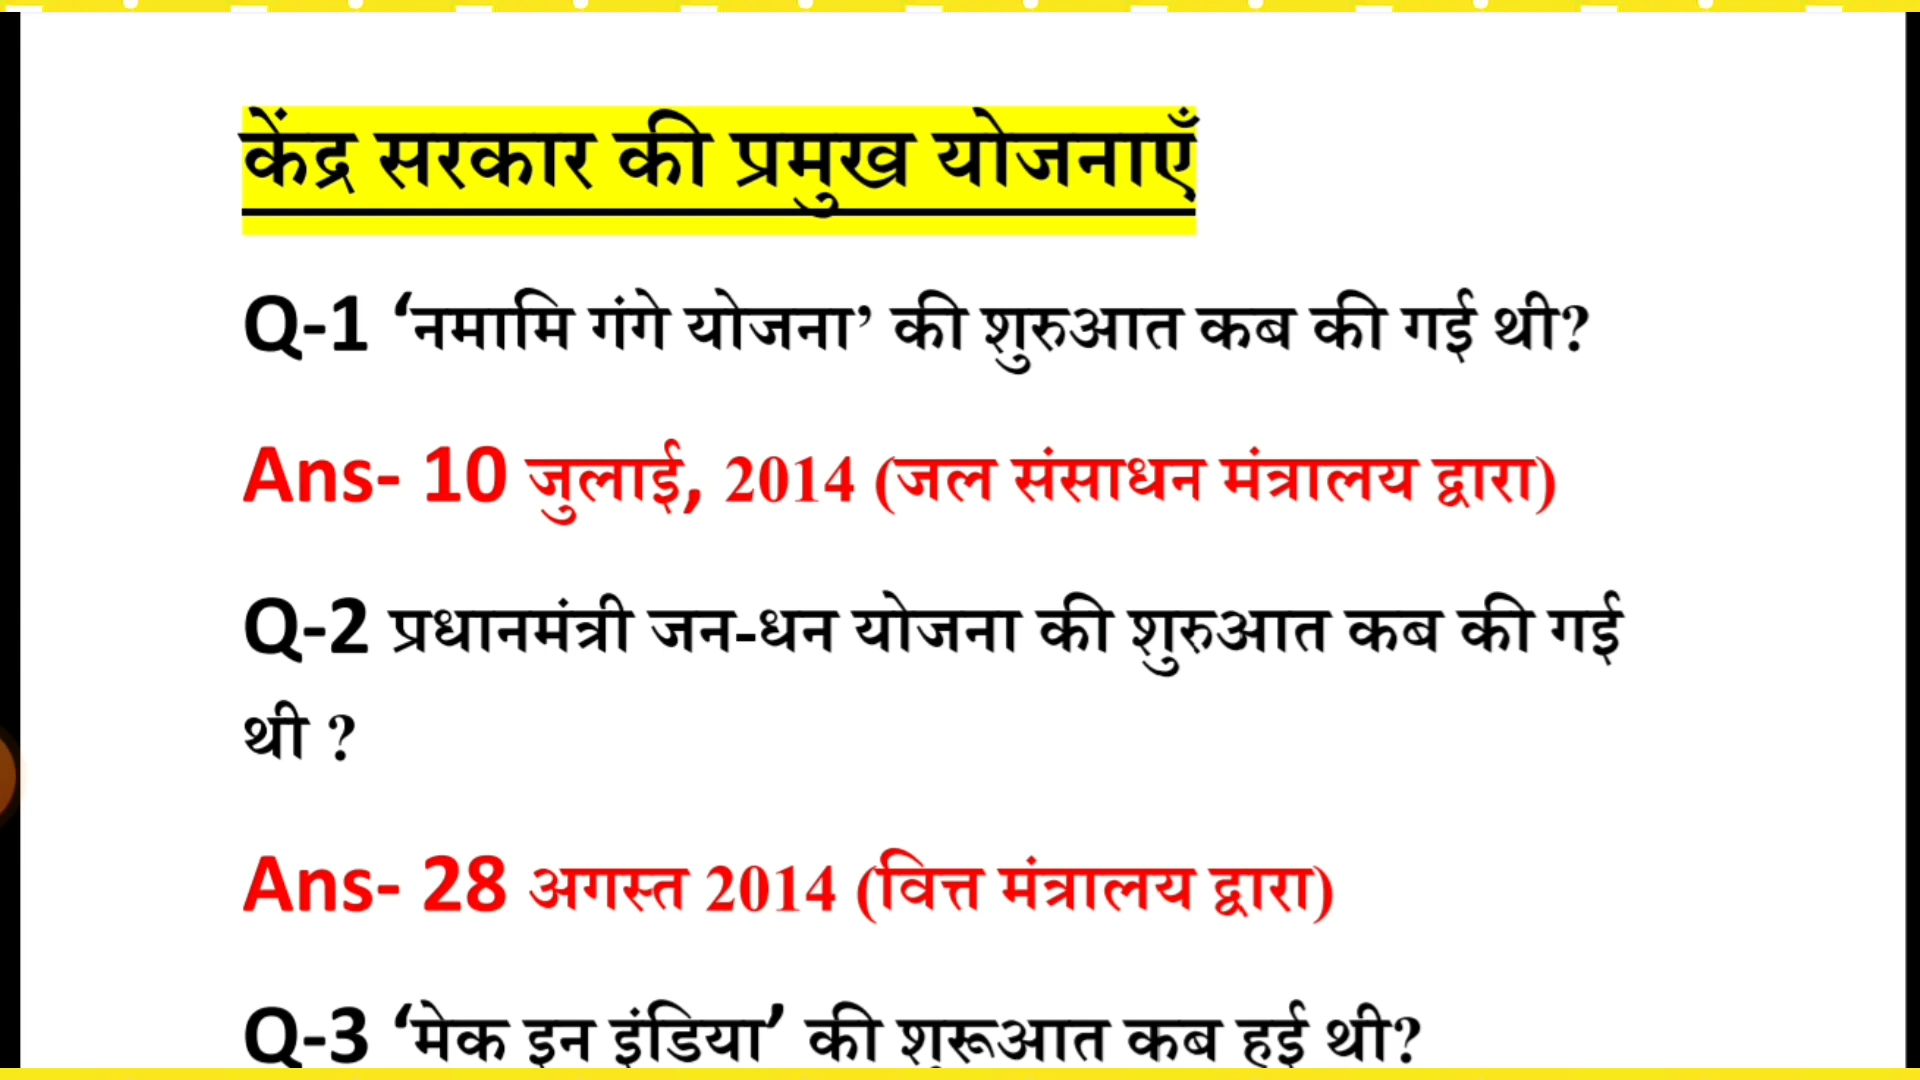 केंद्र सरकार की प्रमुख योजनाएँ
Q-1 ‘नमामि गंगे योजना’ की शुरुआत कब की गई थी?
Ans- 10 जुलाई, 2014 (जल संसाधन मंत्रालय द्वारा)
Q-2 प्रधानमंत्री जन-धन योजना की शुरुआत कब की गई
थी ?
Ans- 28 अगस्त 2014 (वित्त मंत्रालय द्वारा)
Q-3 ‘मेक इन इंडिया’ की शुरूआत कब हुई थी?